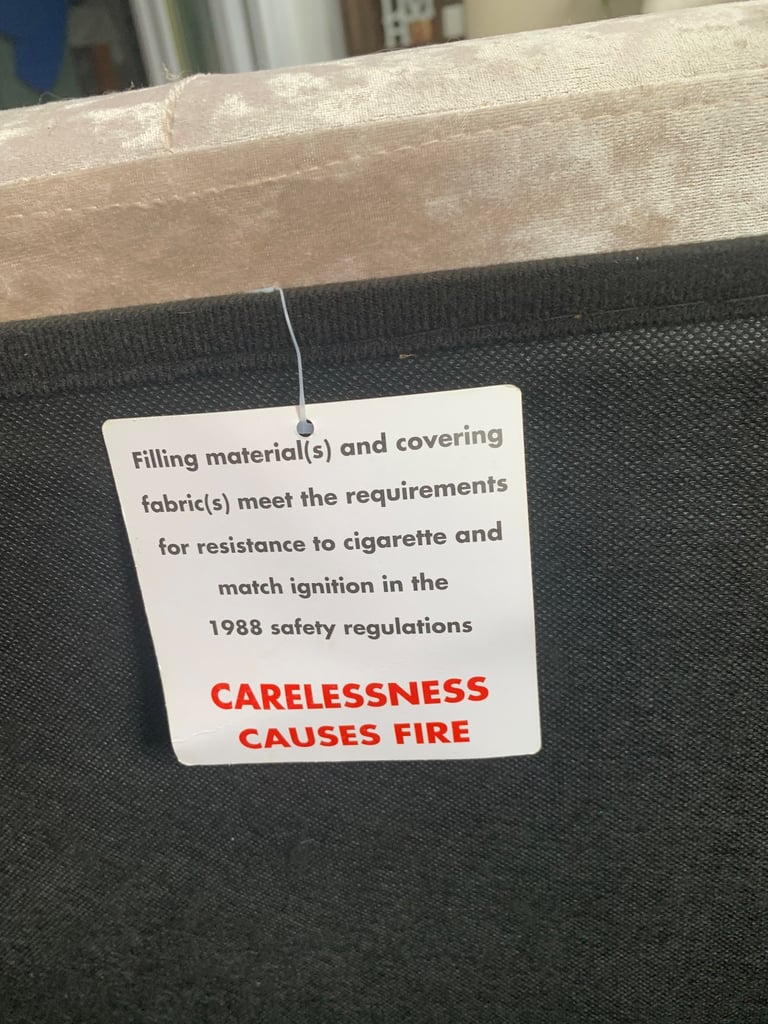 Filling material(s) and covering
fabric(s) meet the requirements
for resistance to cigarette and
match ignition in the
1988 safety regulations
CARELESSNESS
CAUSES FIRE